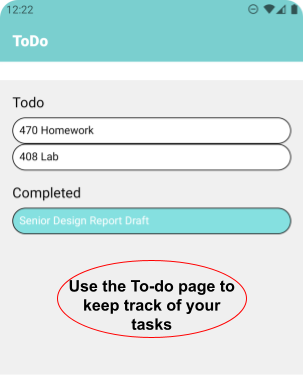 12:22
ToDo
Todo
470 Homework
408 Lab
Completed
Senior Design Report Draft
Use the To-do page to
keep track of your
tasks